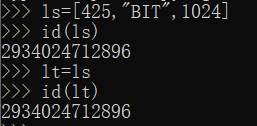 >>> ls=[425,"BIT",1024]
>>> id(ls)
2934024712896
>>> lt=ls
>>> id(lt)
2934024712896